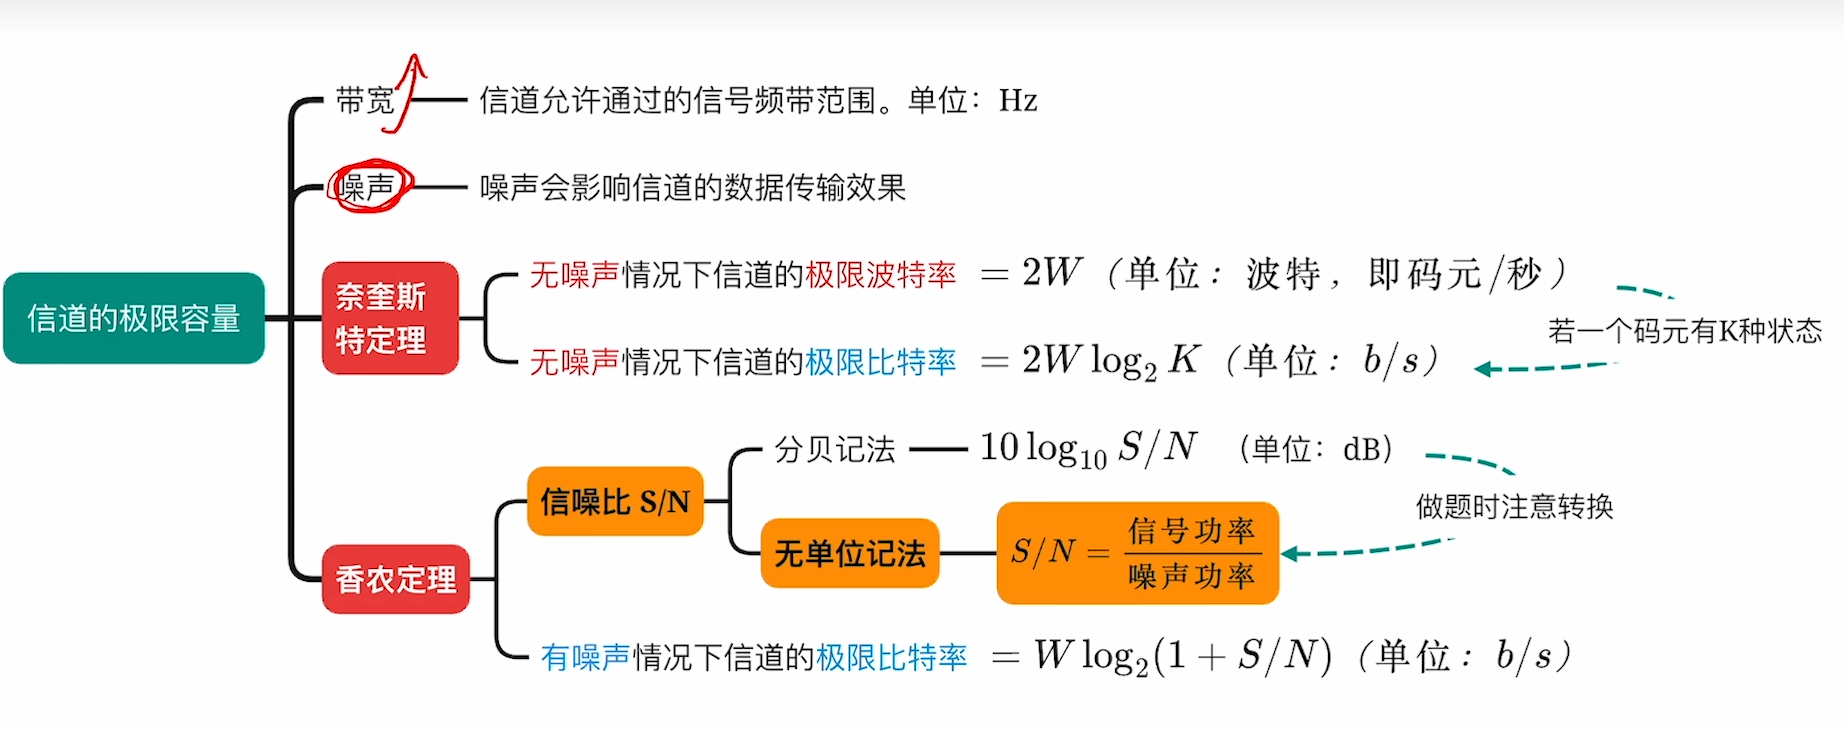 带宽
信道允许通过的信号频带范围。单位：Hz
噪声
噪声会影响信道的数据传输效果
信道的极限容量
奈奎斯
特定理
无噪声情况下信道的极限波特率 = 2W（单位：波特，即码元/秒）
若一个码元有K种状态
无噪声情况下信道的极限比特率 = 2W log₂ K（单位：b/s）
香农定理
信噪比 S/N
分贝记法
10 log₁₀ S/N （单位：dB）
做题时注意转换
无单位记法
S/N = 信号功率
噪声功率
有噪声情况下信道的极限比特率 = W log₂(1 + S/N)（单位：b/s）